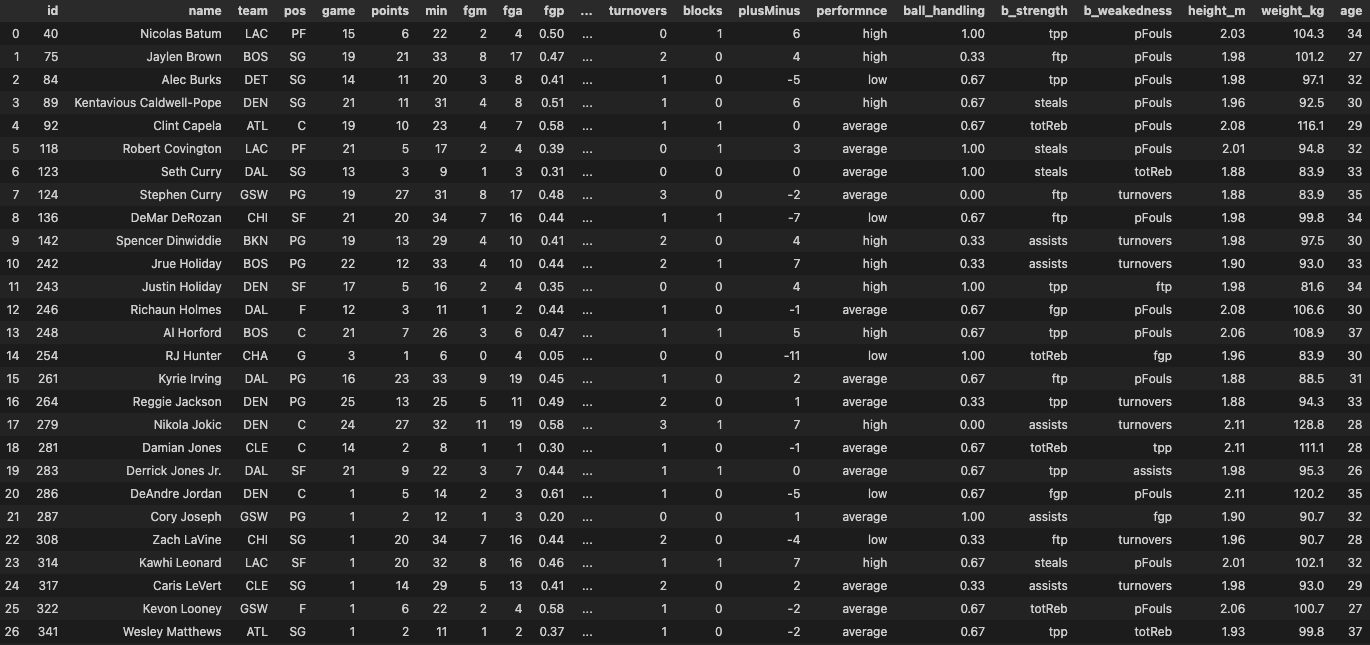 id name team pos game points min fgm fga fgp ... turnovers blocks plusMinus performnce ball_handling b_strength b_weakedness height_m weight_kg age
0 40 Nicolas Batum LAC PF 15 6 22 2 4 0.50 ... 0 1 6 high 1.00 tpp pFouls 2.03 104.3 34
1 75 Jaylen Brown BOS SG 19 21 33 8 17 0.47 ... 2 0 4 high 0.33 ftp pFouls 1.98 101.2 27
2 84 Alec Burks DET SG 14 11 20 3 8 0.41 ... 1 0 -5 low 0.67 tpp pFouls 1.98 97.1 32
3 89 Kentavious Caldwell-Pope DEN SG 21 11 31 4 8 0.51 ... 1 0 6 high 0.67 steals pFouls 1.96 92.5 30
4 92 Clint Capela ATL C 19 10 23 4 7 0.58 ... 1 1 0 average 0.67 totReb pFouls 2.08 116.1 29
5 118 Robert Covington LAC PF 21 5 17 2 4 0.39 ... 0 1 3 average 1.00 steals pFouls 2.01 94.8 32
6 123 Seth Curry DAL SG 13 3 9 1 3 0.31 ... 0 0 0 average 1.00 steals totReb 1.88 83.9 33
7 124 Stephen Curry GSW PG 19 27 31 8 17 0.48 ... 3 0 -2 average 0.00 ftp turnovers 1.88 83.9 35
8 136 DeMar DeRozan CHI SF 21 20 34 7 16 0.44 ... 1 1 -7 low 0.67 ftp pFouls 1.98 99.8 34
9 142 Spencer Dinwiddie BKN PG 19 13 29 4 10 0.41 ... 2 0 4 high 0.33 assists turnovers 1.98 97.5 30
10 242 Jrue Holiday BOS PG 22 12 33 4 10 0.44 ... 2 1 7 high 0.33 assists turnovers 1.90 93.0 33
11 243 Justin Holiday DEN SF 17 5 16 2 4 0.35 ... 0 0 4 high 1.00 tpp ftp 1.98 81.6 34
12 246 Richaun Holmes DAL F 12 3 11 1 2 0.44 ... 1 0 -1 average 0.67 fgp pFouls 2.08 106.6 30
13 248 Al Horford BOS C 21 7 26 3 6 0.47 ... 1 1 5 high 0.67 tpp pFouls 2.06 108.9 37
14 254 RJ Hunter CHA G 3 1 6 0 4 0.05 ... 0 0 -11 low 1.00 totReb fgp 1.96 83.9 30
15 261 Kyrie Irving DAL PG 16 23 33 9 19 0.45 ... 1 0 2 average 0.67 ftp pFouls 1.88 88.5 31
16 264 Reggie Jackson DEN PG 25 13 25 5 11 0.49 ... 2 0 1 average 0.33 tpp turnovers 1.88 94.3 33
17 279 Nikola Jokic DEN C 24 27 32 11 19 0.58 ... 3 1 7 high 0.00 assists turnovers 2.11 128.8 28
18 281 Damian Jones CLE C 14 2 8 1 1 0.30 ... 1 0 -1 average 0.67 totReb tpp 2.11 111.1 28
19 283 Derrick Jones Jr. DAL SF 21 9 22 3 7 0.44 ... 1 1 0 average 0.67 tpp assists 1.98 95.3 26
20 286 DeAndre Jordan DEN C 1 5 14 2 3 0.61 ... 1 0 -5 low 0.67 fgp pFouls 2.11 120.2 35
21 287 Cory Joseph GSW PG 1 2 12 1 3 0.20 ... 0 0 1 average 1.00 assists fgp 1.90 90.7 32
22 308 Zach LaVine CHI SG 1 20 34 7 16 0.44 ... 2 0 -4 low 0.33 ftp turnovers 1.96 90.7 28
23 314 Kawhi Leonard LAC SF 1 20 32 8 16 0.46 ... 1 1 7 high 0.67 steals pFouls 2.01 102.1 32
24 317 Caris LeVert CLE SG 1 14 29 5 13 0.41 ... 2 0 2 average 0.33 assists turnovers 1.98 93.0 29
25 322 Kevon Looney GSW F 1 6 22 2 4 0.58 ... 1 0 -2 average 0.67 totReb pFouls 2.06 100.7 27
26 341 Wesley Matthews ATL SG 1 2 11 1 2 0.37 ... 1 0 -2 average 0.67 tpp totReb 1.93 99.8 37